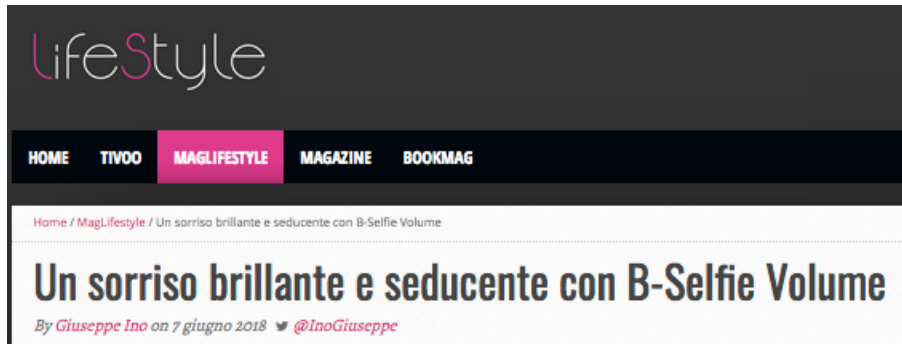 LifeStyle
HOME TIVOO MAGLIFESTYLE MAGAZINE BOOKMAG
Home / MagLifestyle / Un sorriso brillante e seducente con B-Selfie Volume
Un sorriso brillante e seducente con B-Selfie Volume
By Giuseppe Ino on 7 giugno 2018 @InoGiuseppe